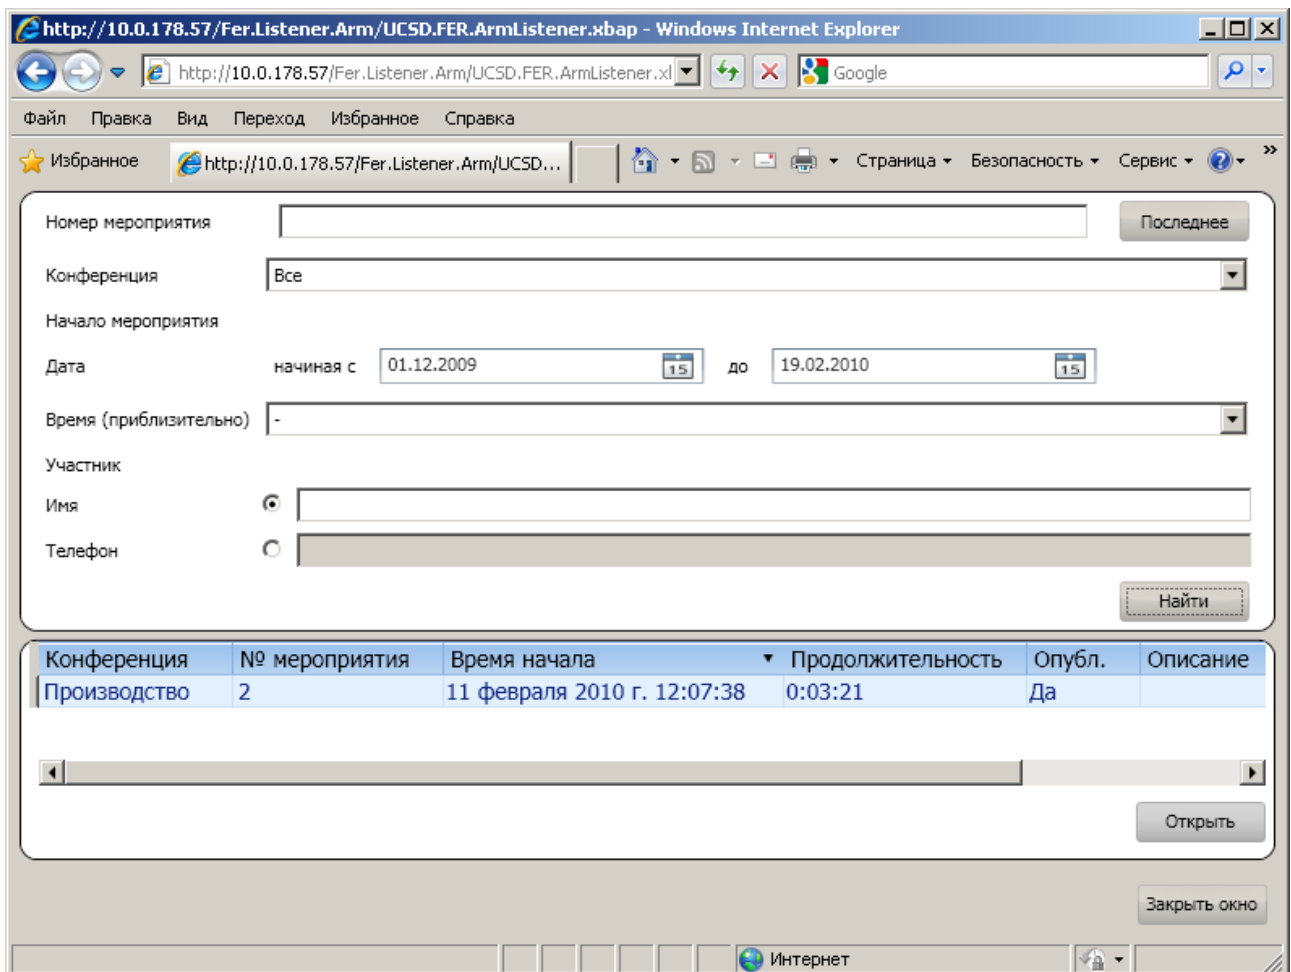 http://10.0.178.57/Fer.Listener.Arm/UCSD.FER.ArmListener.xbap - Windows Internet Explorer
http://10.0.178.57/Fer.Listener.Arm/UCSD.FER.ArmListener.xl Google
Файл Правка Вид Переход Избранное Справка
Избранное http://10.0.178.57/Fer.Listener.Arm/UCSD... Страница Безопасность Сервис »
Номер мероприятия Последнее
Конференция Все
Начало мероприятия
Дата начиная с 01.12.2009 15 до 19.02.2010 15
Время (приблизительно) -
Участник
Имя
Телефон
Найти
Конференция № мероприятия Время начала Продолжительность Опубл. Описание
Производство 2 11 февраля 2010 г. 12:07:38 0:03:21 Да
Открыть
Закрыть окно
Интернет